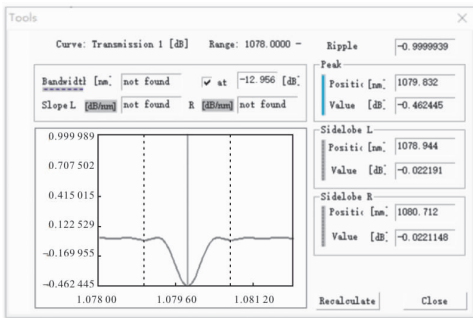 Tools
Curve: Transmission 1 [dB] Range: 1078.0000 -
Ripple -0.9999939
Bandwidtl [nm] not found at -12.956 [dB]
Slope L [dB/nm] not found R [dB/nm] not found
Peak
Positic [nm] 1079.832
Value [dB] -0.462445
Sidelobe L
Positic [nm] 1078.944
Value [dB] -0.022191
Sidelobe R
Positic [nm] 1080.712
Value [dB] -0.0221148
0.999 989
0.707 502
0.415 015
0.122 529
-0.169 955
-0.462 445
1.078 00 1.079 60 1.081 20
Recalculate Close